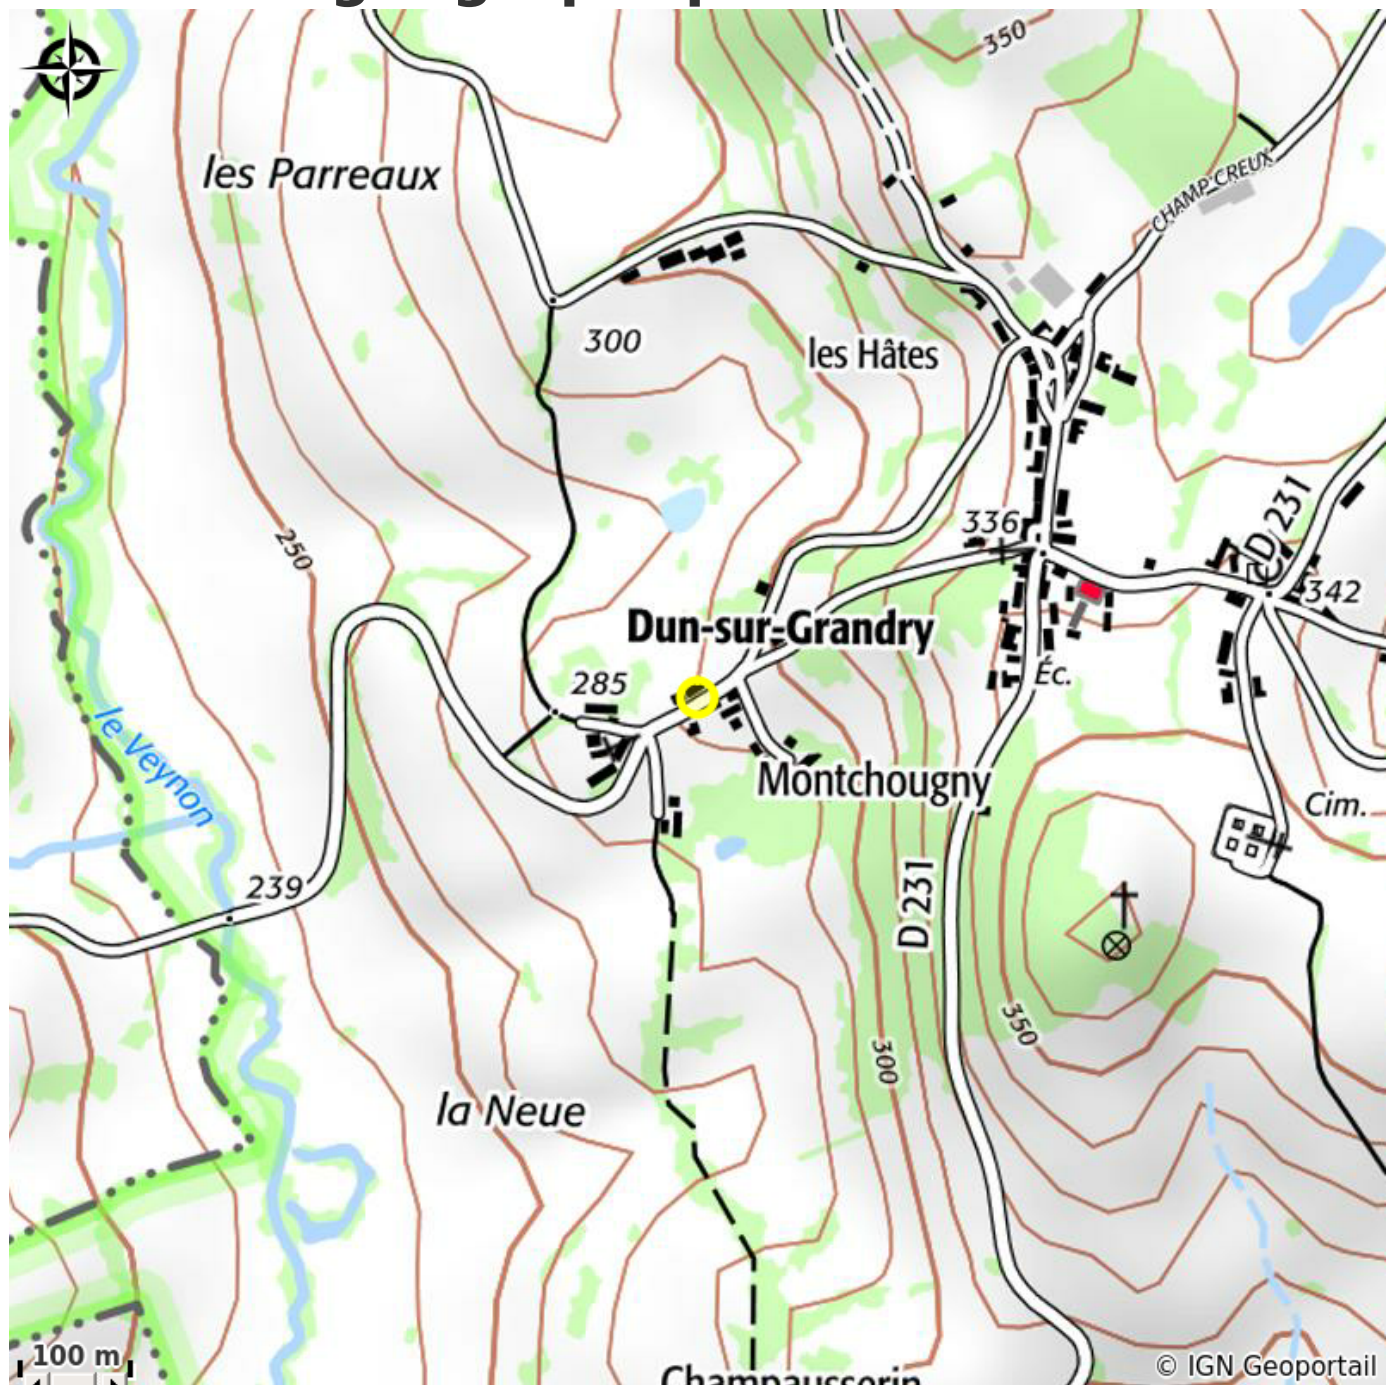 350
les Parreaux
CHAMP CREUX
300
les Hâtes
336
D 231
250
342
Dun-sur-Grandry
Éc.
285
le Veynon
Montchougny
Cim.
239
D 231
350
300
la Neue
100 m
© IGN Geoportail
Champausserin